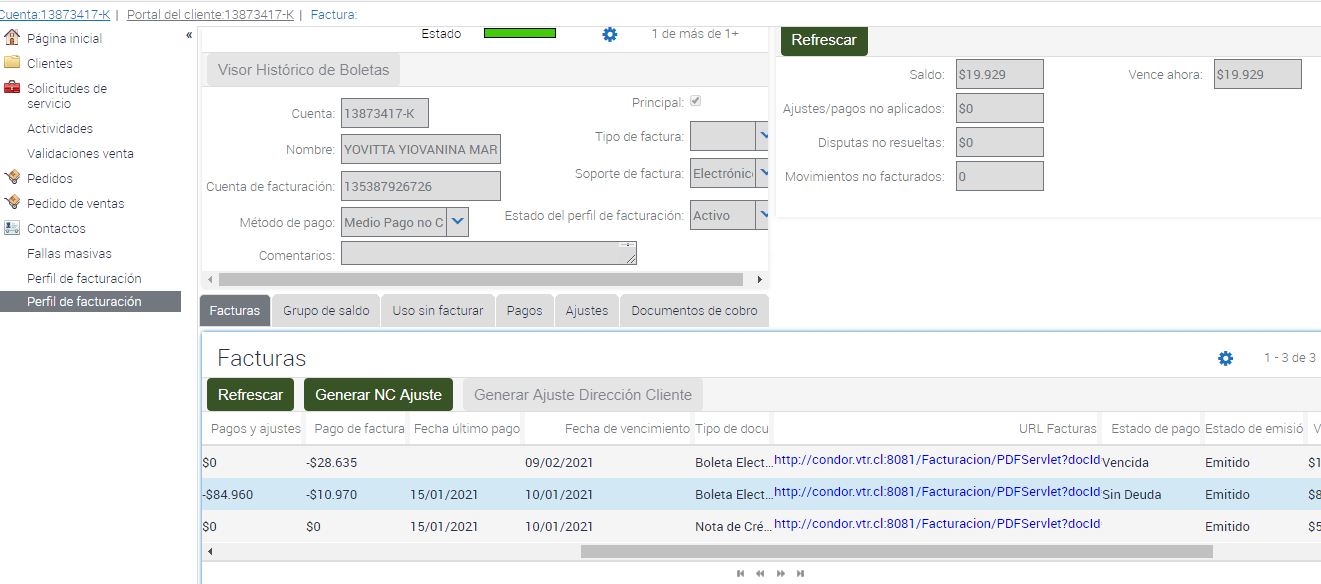 Cuenta:13873417-K | Portal del cliente:13873417-K | Factura:
Página inicial
Clientes
Solicitudes de
servicio
Actividades
Validaciones venta
Pedidos
Pedido de ventas
Contactos
Fallas masivas
Perfil de facturación
Perfil de facturación
«
Estado 1 de más de 1+
Visor Histórico de Boletas
Cuenta: 13873417-K
Nombre: YOVITTA YIOVANINA MAR
Cuenta de facturación: 135387926726
Método de pago: Medio Pago no C
Comentarios:
Principal:
Tipo de factura:
Soporte de factura: Electrónic
Estado del perfil de facturación: Activo
Refrescar
Saldo: $19.929 Vence ahora: $19.929
Ajustes/pagos no aplicados: $0
Disputas no resueltas: $0
Movimientos no facturados: 0
Facturas Grupo de saldo Uso sin facturar Pagos Ajustes Documentos de cobro
Facturas 1 - 3 de 3
Refrescar Generar NC Ajuste Generar Ajuste Dirección Cliente
Pagos y ajustes Pago de factura Fecha último pago Fecha de vencimiento Tipo de docu URL Facturas Estado de pago Estado de emisió V
$0 -$28.635 09/02/2021 Boleta Elect... http://condor.vtr.cl:8081/Facturacion/PDFServlet?docId Vencida Emitido $1
-$84.960 -$10.970 15/01/2021 10/01/2021 Boleta Elect... http://condor.vtr.cl:8081/Facturacion/PDFServlet?docId Sin Deuda Emitido $8
$0 $0 15/01/2021 10/01/2021 Nota de Cré... http://condor.vtr.cl:8081/Facturacion/PDFServlet?docId Emitido $5